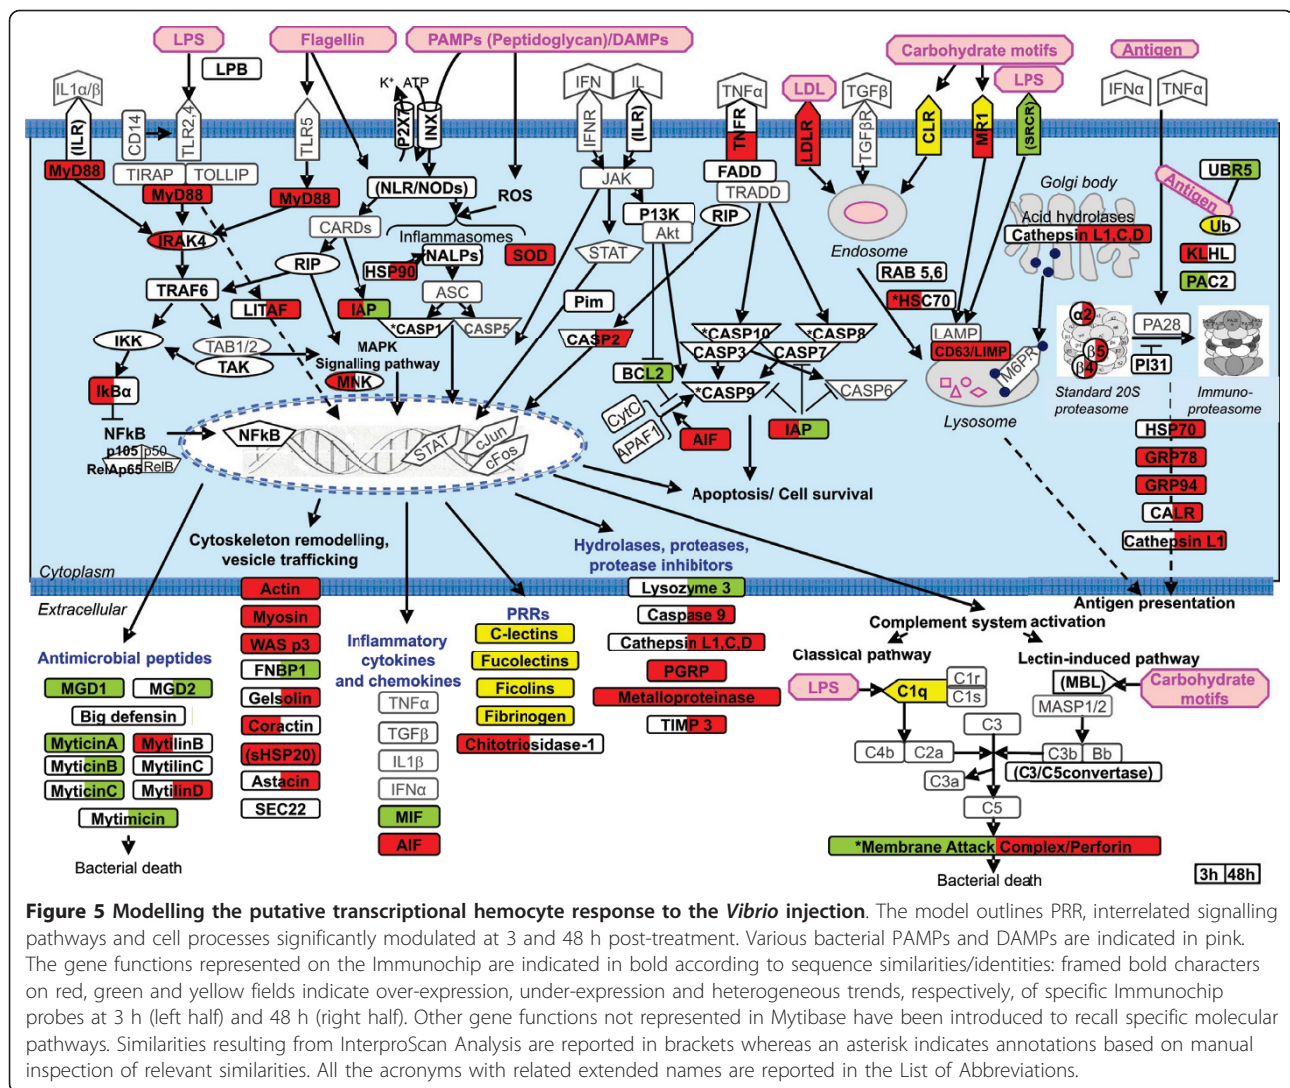 LPS
Flagellin
PAMPs (Peptidoglycan)/DAMPs
Carbohydrate motifs
Antigen
LPB
LPS
IL1α/β
K⁺
ATP
IFN
IL
TNFα
LDL
TGFβ
IFNα
TNFα
(ILR)
CD14
TLR2,4
TLR5
P2X7
INX
IFNR
(ILR)
TNFR
LDLR
TGFβR
CLR
MR1
(SRCR)
MyD88
TIRAP
TOLLIP
MyD88
MyD88
(NLR/NODs)
ROS
JAK
FADD
TRADD
UBR5
Antigen
Ub
Golgi body
Acid hydrolases
Cathepsin L1,C,D
IRAK4
CARDs
Inflammasomes
P13K
Akt
RIP
Endosome
RIP
HSP90
NALPs
SOD
STAT
KLHL
PAC2
TRAF6
LITAF
IAP
ASC
Pim
RAB 5,6
*HSC70
*CASP1
CASP5
CASP2
*CASP10
*CASP8
LAMP
CD63/LIMP
M6PR
α2
β5
β4
PA28
PI31
IKK
TAB1/2
TAK
MAPK
Signalling pathway
MNK
CASP3
CASP7
BCL2
*CASP9
CASP6
Lysosome
Standard 20S
proteasome
Immuno-
proteasome
IkBα
NFkB
p105
p50
RelAp65
RelB
NFkB
STAT
cJun
cFos
CytC
APAF1
AIF
IAP
HSP70
GRP78
GRP94
CALR
Cathepsin L1
Apoptosis/ Cell survival
Cytoskeleton remodelling,
vesicle trafficking
Hydrolases, proteases,
protease inhibitors
Cytoplasm
Extracellular
Antigen presentation
Actin
Myosin
WAS p3
FNBP1
Gelsolin
Coractin
(sHSP20)
Astacin
SEC22
Antimicrobial peptides
MGD1
MGD2
Big defensin
MyticinA
MytilinB
MyticinB
MytilinC
MyticinC
MytilinD
Mytimicin
Bacterial death
Inflammatory
cytokines
and chemokines
TNFα
TGFβ
IL1β
IFNα
MIF
AIF
PRRs
C-lectins
Fucolectins
Ficolins
Fibrinogen
Chitotriosidase-1
Lysozyme 3
Caspase 9
Cathepsin L1,C,D
PGRP
Metalloproteinase
TIMP 3
Complement system activation
Classical pathway
Lectin-induced pathway
LPS
C1q
C1r
C1s
(MBL)
Carbohydrate
motifs
MASP1/2
C3
C4b
C2a
C3b
Bb
C3a
(C3/C5convertase)
C5
*Membrane Attack Complex/Perforin
Bacterial death
3h
48h
Figure 5 Modelling the putative transcriptional hemocyte response to the Vibrio injection. The model outlines PRR, interrelated signalling
pathways and cell processes significantly modulated at 3 and 48 h post-treatment. Various bacterial PAMPs and DAMPs are indicated in pink.
The gene functions represented on the Immunochip are indicated in bold according to sequence similarities/identities: framed bold characters
on red, green and yellow fields indicate over-expression, under-expression and heterogeneous trends, respectively, of specific Immunochip
probes at 3 h (left half) and 48 h (right half). Other gene functions not represented in Mytibase have been introduced to recall specific molecular
pathways. Similarities resulting from InterproScan Analysis are reported in brackets whereas an asterisk indicates annotations based on manual
inspection of relevant similarities. All the acronyms with related extended names are reported in the List of Abbreviations.